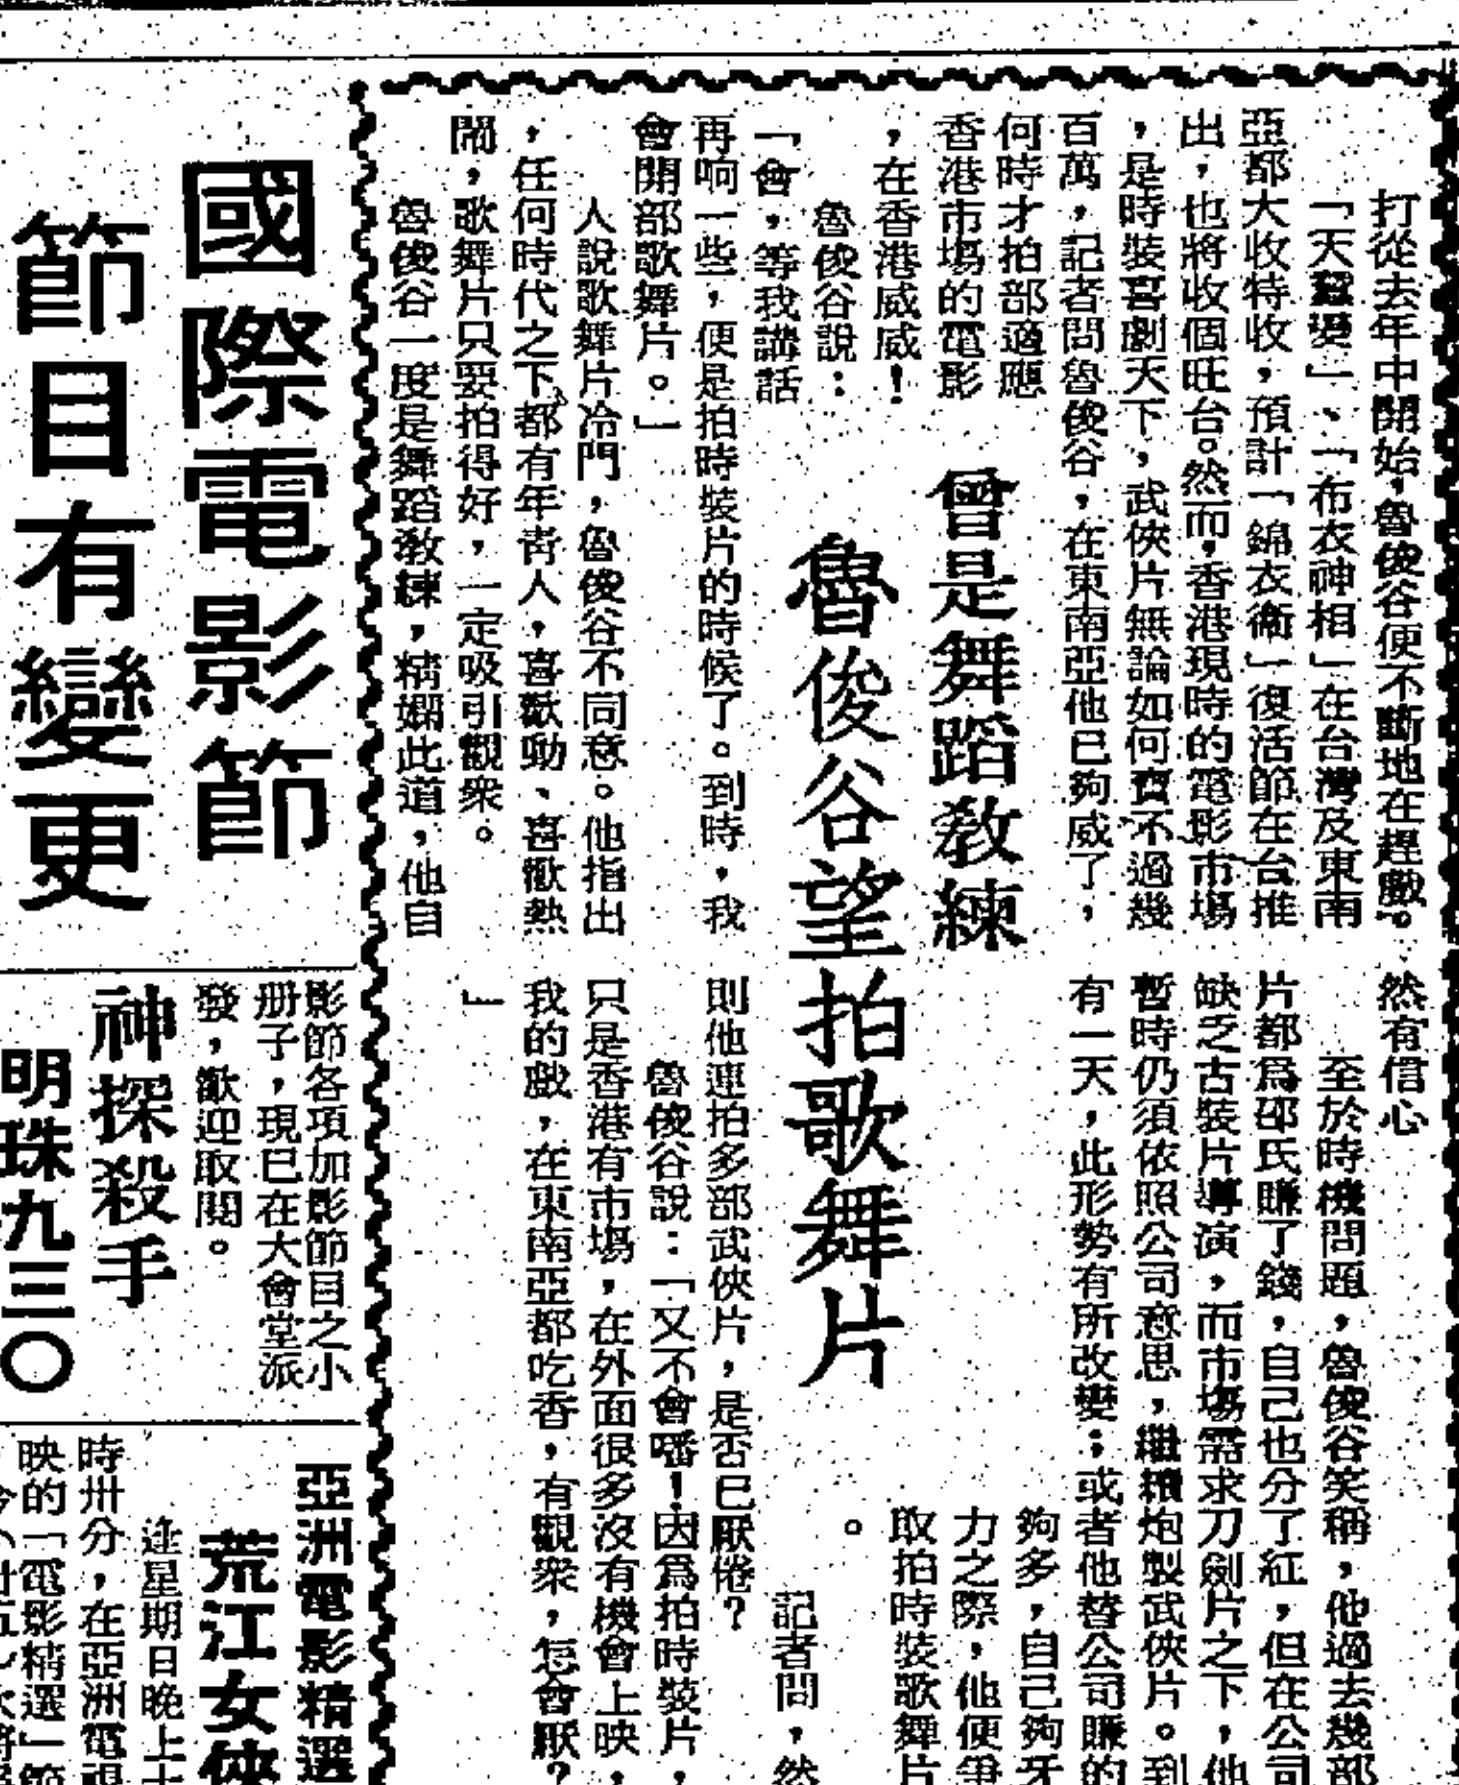 曾是舞蹈教練
魯俊谷望拍歌舞片
打從去年中開始，魯俊谷便不斷地在趕戲。
「天蠶變」、「布衣神相」在台灣及東南
亞都大收特收，預計「錦衣衞」復活節在台推
出，也將收個旺台。然而，香港現時的電影市場
，是時裝喜劇天下，武俠片無論如何賣不過幾
百萬，記者問魯俊谷，在東南亞他已夠威了，
何時才拍部適應
香港市場的電影
，在香港威威！
魯俊谷說：
「會，等我講話
再响一些，便是拍時裝片的時候了。到時，我
會開部歌舞片。」
人說歌舞片冷門，魯俊谷不同意。他指出
，任何時代之下都有年青人，喜歡動、喜歡熱
鬧，歌舞片只要拍得好，一定吸引觀衆。
魯俊谷一度是舞蹈教練，精嫻此道，他自
然有信心
至於時機問題，魯俊谷笑稱，他過去幾部
片都爲邵氏賺了錢，自己也分了紅，但在公司
缺乏古裝片導演，而市場需求刀劍片之下，他
暫時仍須依照公司意思，繼續炮製武俠片。到
有一天，此形勢有所改變；或者他替公司賺的
夠多，自己夠牙
力之際，他便爭
取拍時裝歌舞片
。
記者問，然
則他連拍多部武俠片，是否已厭倦？
魯俊谷說：「又不會噃！因爲拍時裝片，
只是香港有市場，在外面很多沒有機會上映，
我的戲，在東南亞都吃香，有觀衆，怎會厭？
」
國際電影節
節目有變更
影節各項加影節目之小
册子，現已在大會堂派
發，歡迎取閱。
神探殺手
明珠九三〇
亞洲電影精選
荒江女俠
逢星期日晚上十
時卅分，在亞洲電視
映的「電影精選」節